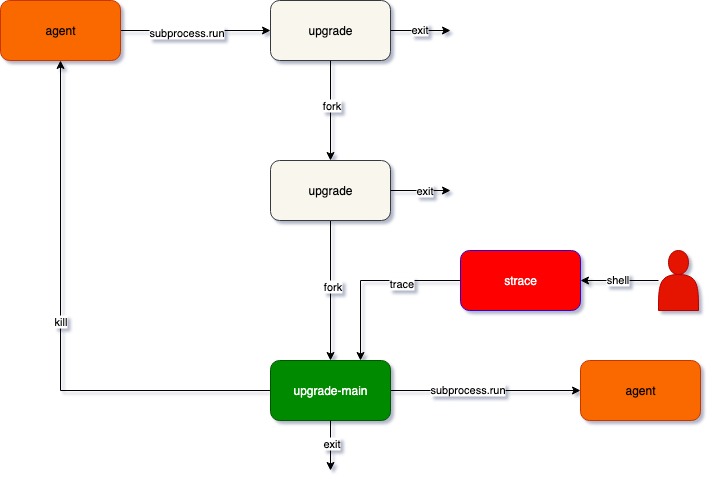 agent
subprocess.run
upgrade
exit
fork
upgrade
exit
fork
trace
strace
shell
kill
upgrade-main
subprocess.run
agent
exit